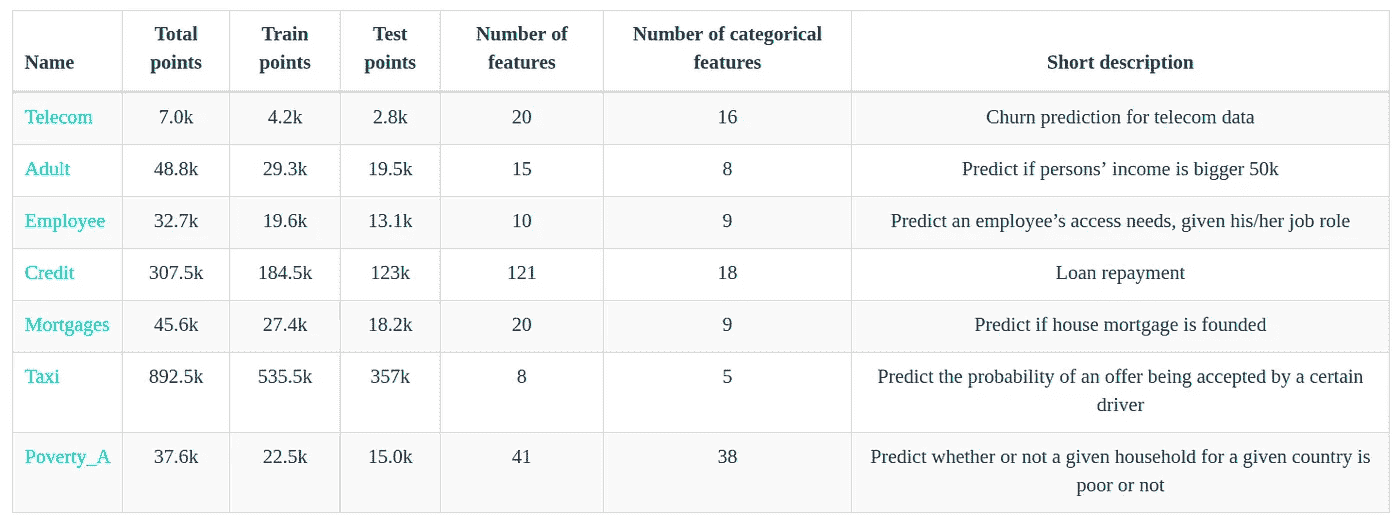 Name Total points Train points Test points Number of features Number of categorical features Short description
Telecom 7.0k 4.2k 2.8k 20 16 Churn prediction for telecom data
Adult 48.8k 29.3k 19.5k 15 8 Predict if persons’ income is bigger 50k
Employee 32.7k 19.6k 13.1k 10 9 Predict an employee’s access needs, given his/her job role
Credit 307.5k 184.5k 123k 121 18 Loan repayment
Mortgages 45.6k 27.4k 18.2k 20 9 Predict if house mortgage is founded
Taxi 892.5k 535.5k 357k 8 5 Predict the probability of an offer being accepted by a certain
driver
Poverty_A 37.6k 22.5k 15.0k 41 38 Predict whether or not a given household for a given country is
poor or not